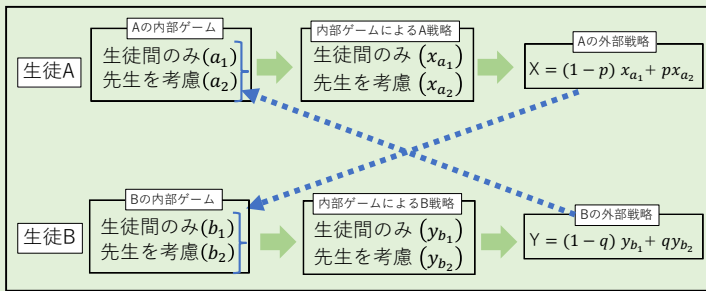 Aの内部ゲーム
内部ゲームによるA戦略
Aの外部戦略
生徒A
生徒間のみ(a₁)
先生を考慮(a₂)
生徒間のみ (x_{a₁})
先生を考慮 (x_{a₂})
X = (1 − p) x_{a₁} + px_{a₂}
Bの内部ゲーム
内部ゲームによるB戦略
Bの外部戦略
生徒B
生徒間のみ(b₁)
先生を考慮(b₂)
生徒間のみ (y_{b₁})
先生を考慮 (y_{b₂})
Y = (1 − q) y_{b₁} + qy_{b₂}